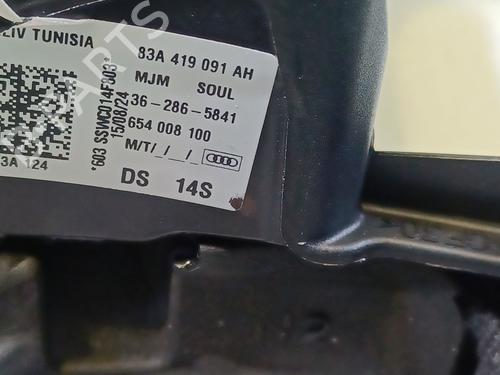 LIV TUNISIA
83A 419 091 AH
MJM SOUL
36-286-5841
654 008 100
M/T/_/_/
DS 14S
*603 SSWC014F803*
15/08/24
3A 124